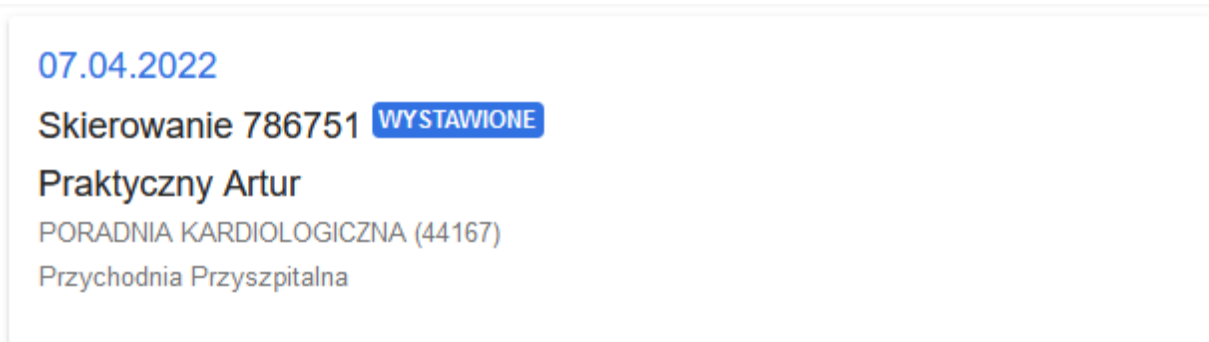 07.04.2022
Skierowanie 786751 WYSTAWIONE
Praktyczny Artur
PORADNIA KARDIOLOGICZNA (44167)
Przychodnia Przyszpitalna